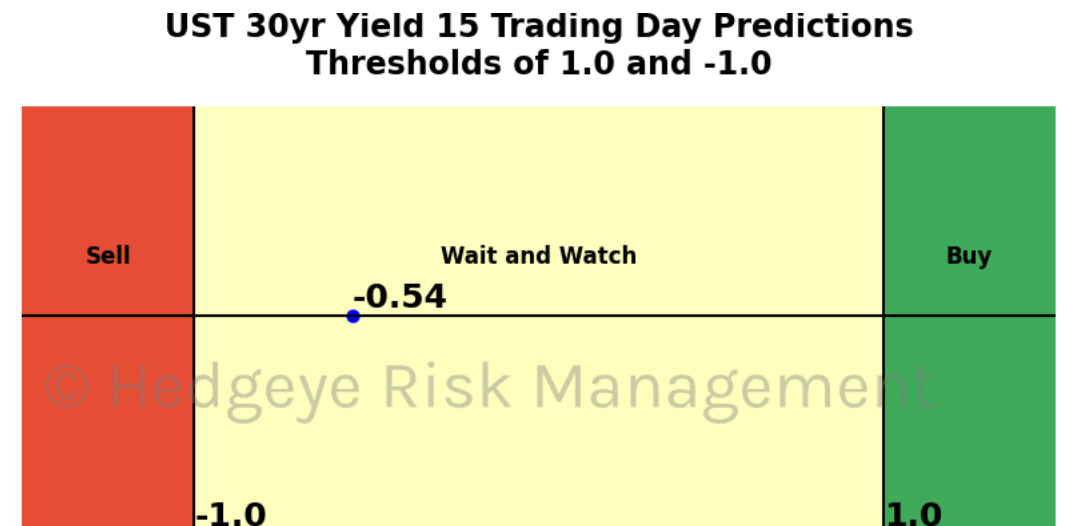 UST 30yr Yield 15 Trading Day Predictions
Thresholds of 1.0 and -1.0
Sell
Wait and Watch
Buy
-0.54
© Hedgeye Risk Management
-1.0
1.0